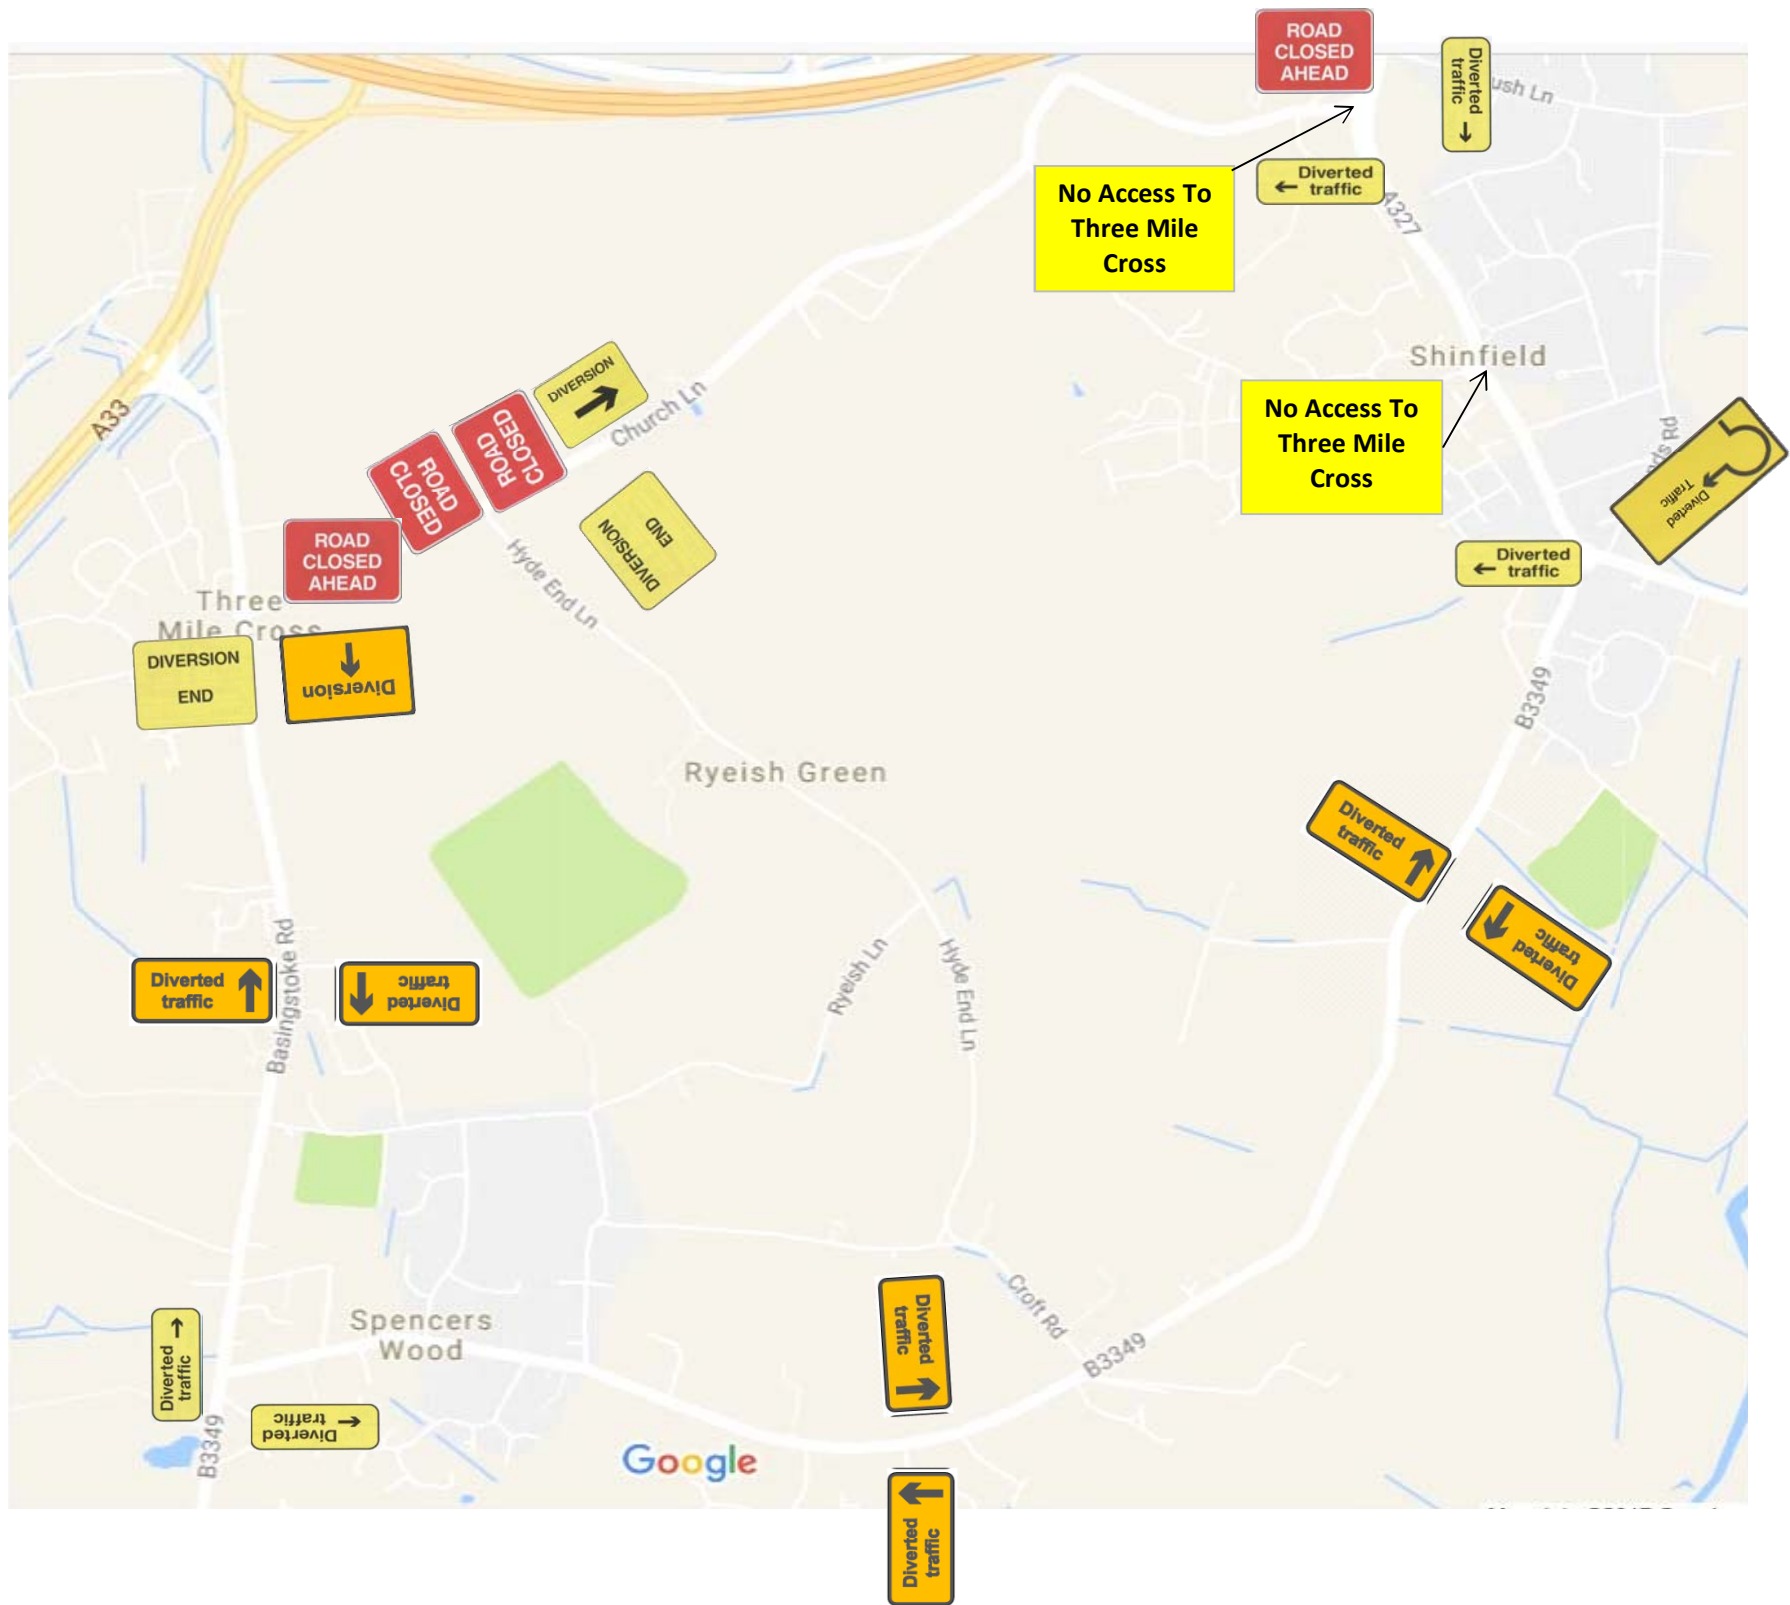 ROAD
CLOSED
AHEAD
Diverted
traffic
ush Ln
No Access To
Three Mile
Cross
Diverted
traffic
A327
Shinfield
No Access To
Three Mile
Cross
A33
DIVERSION
Church Ln
ROAD
CLOSED
ROAD
CLOSED
ROAD
CLOSED
AHEAD
DIVERSION
END
Hyde End Ln
ds Rd
Diverted
Traffic
Diverted
traffic
Three
Mile Cross
DIVERSION
END
Diversion
B3349
Ryeish Green
Diverted
traffic
Diverted
traffic
Basingstoke Rd
Diverted
traffic
Diverted
traffic
Ryeish Ln
Hyde End Ln
Spencers
Wood
Diverted
traffic
Diverted
traffic
B3349
Diverted
traffic
Croft Rd
B3349
Google
Diverted
traffic